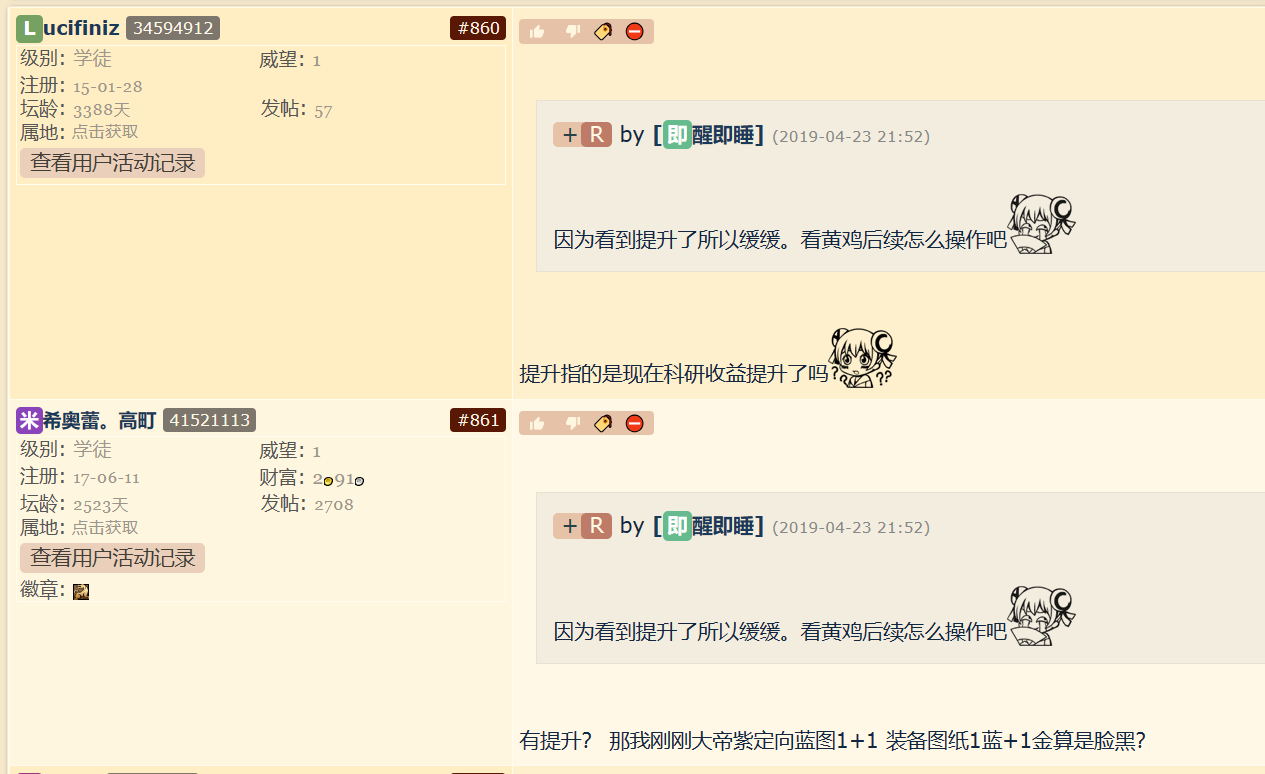 Lucifiniz 34594912 #860
级别: 学徒 威望: 1
注册: 15-01-28
坛龄: 3388天 发帖: 57
属地: 点击获取
查看用户活动记录
+ R by [即醒即睡] (2019-04-23 21:52)
因为看到提升了所以缓缓。看黄鸡后续怎么操作吧
提升指的是现在科研收益提升了吗
米希奥蕾。高町 41521113 #861
级别: 学徒 威望: 1
注册: 17-06-11 财富: 2 91
坛龄: 2523天 发帖: 2708
属地: 点击获取
查看用户活动记录
徽章:
+ R by [即醒即睡] (2019-04-23 21:52)
因为看到提升了所以缓缓。看黄鸡后续怎么操作吧
有提升? 那我刚刚大帝紫定向蓝图1+1 装备图纸1蓝+1金算是脸黑?